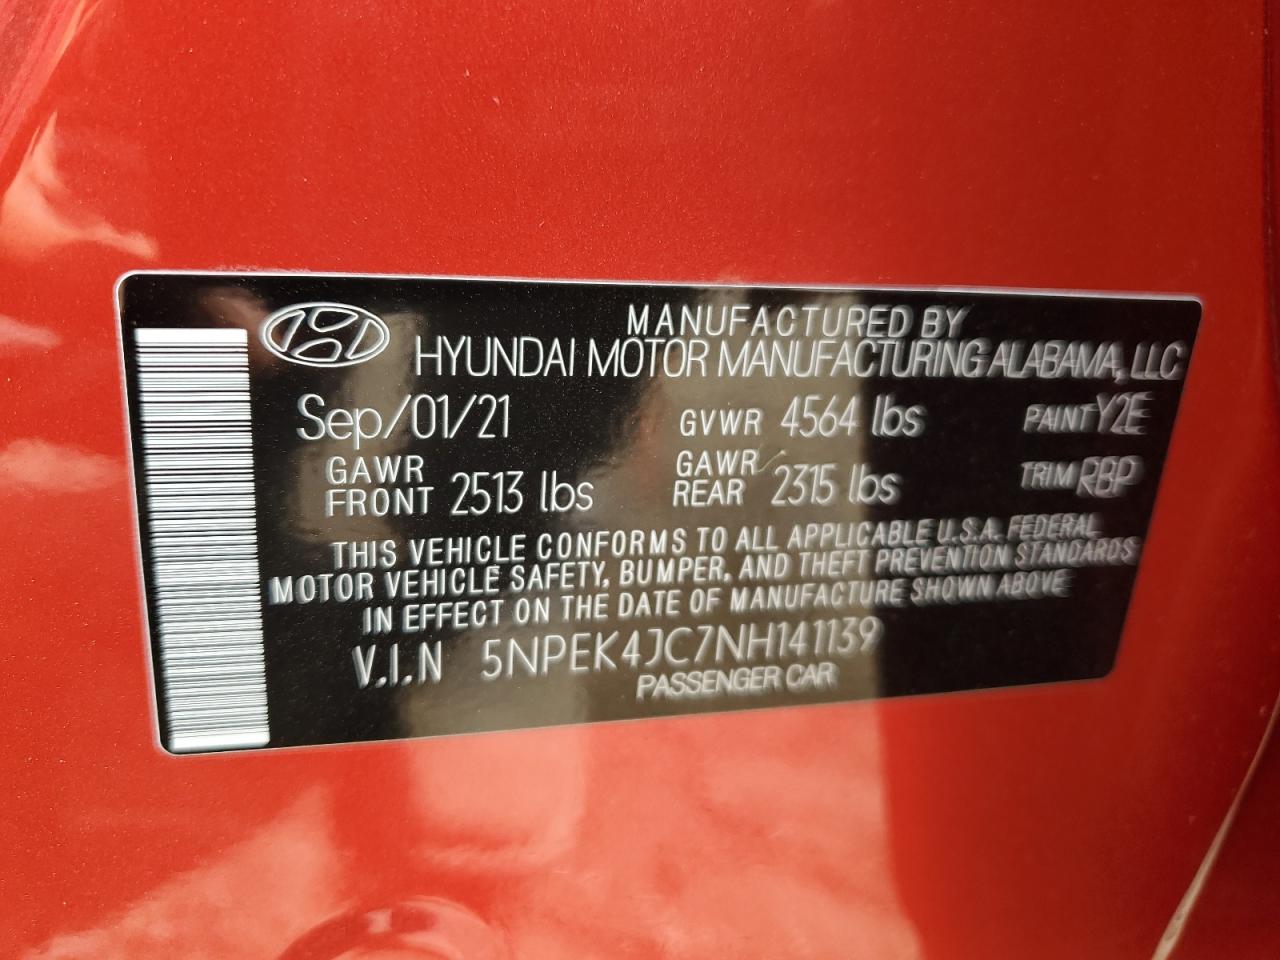 MANUFACTURED BY
HYUNDAI MOTOR MANUFACTURING ALABAMA, LLC
Sep/01/21 GVWR 4564 lbs PAINT Y2E
GAWR FRONT 2513 lbs GAWR REAR 2315 lbs TRIM RBP
THIS VEHICLE CONFORMS TO ALL APPLICABLE U.S.A. FEDERAL
MOTOR VEHICLE SAFETY, BUMPER, AND THEFT PREVENTION STANDARDS
IN EFFECT ON THE DATE OF MANUFACTURE SHOWN ABOVE
V.I.N 5NPEK4JC7NH141139
PASSENGER CAR